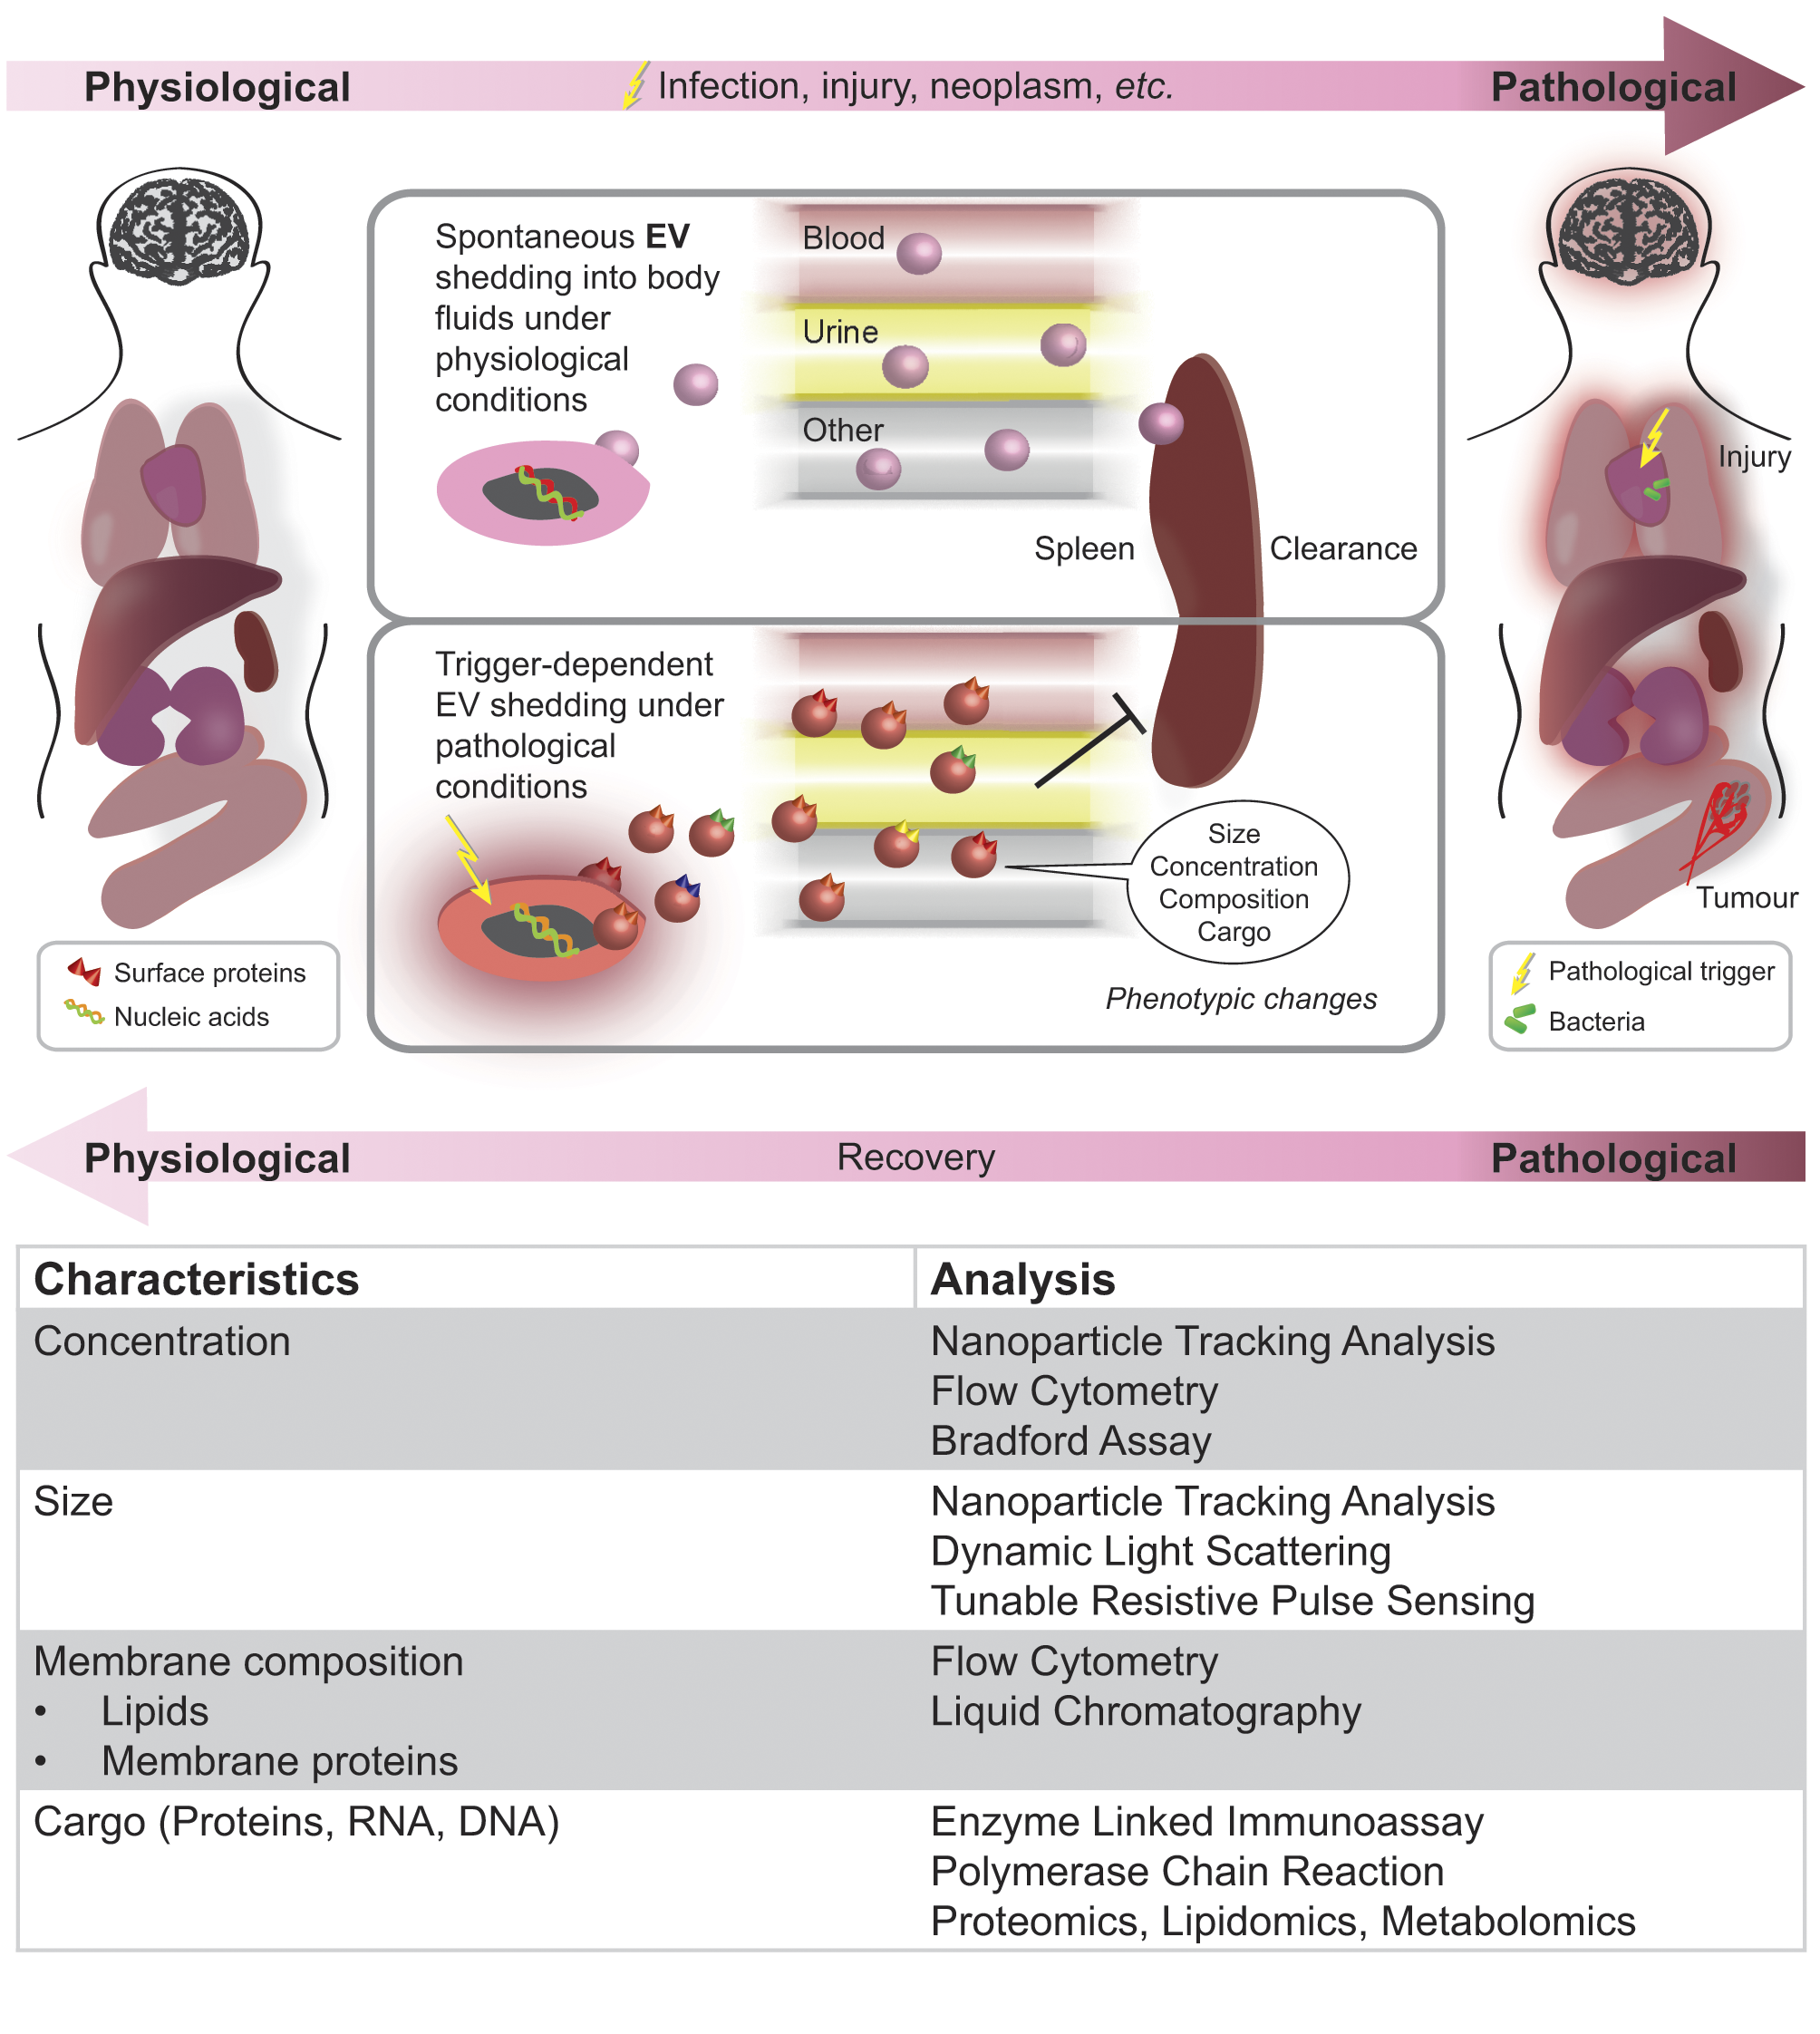 Physiological
Infection, injury, neoplasm, etc.
Pathological
Spontaneous EV
shedding into body
fluids under
physiological
conditions
Blood
Urine
Other
Spleen
Clearance
Injury
Trigger-dependent
EV shedding under
pathological
conditions
Size
Concentration
Composition
Cargo
Phenotypic changes
Tumour
Surface proteins
Nucleic acids
Pathological trigger
Bacteria
Physiological
Recovery
Pathological
Characteristics
Analysis
Concentration
Nanoparticle Tracking Analysis
Flow Cytometry
Bradford Assay
Size
Nanoparticle Tracking Analysis
Dynamic Light Scattering
Tunable Resistive Pulse Sensing
Membrane composition
• Lipids
• Membrane proteins
Flow Cytometry
Liquid Chromatography
Cargo (Proteins, RNA, DNA)
Enzyme Linked Immunoassay
Polymerase Chain Reaction
Proteomics, Lipidomics, Metabolomics